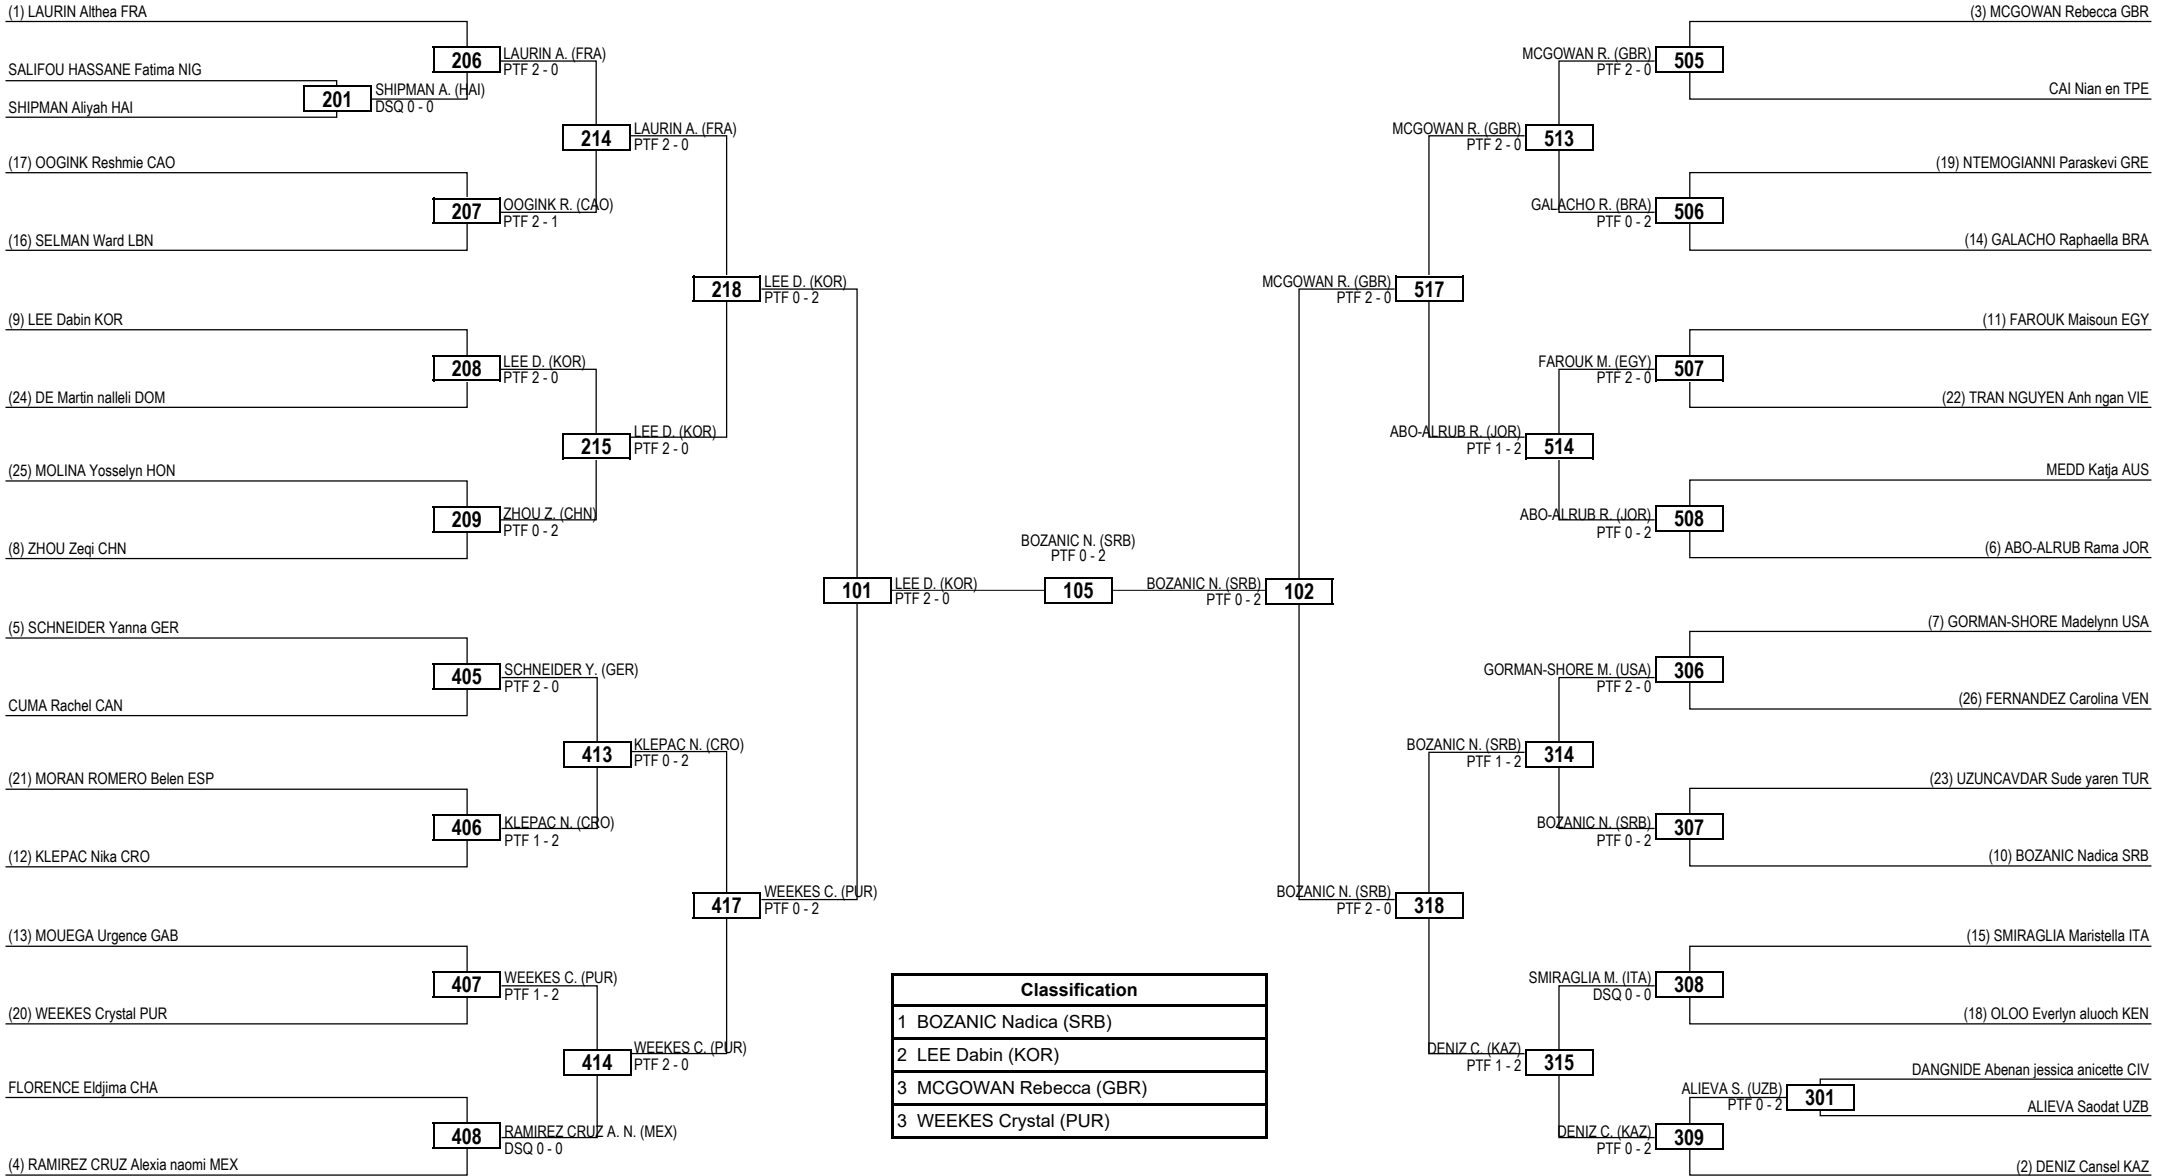 (1) LAURIN Althea FRA
SALIFOU HASSANE Fatima NIG
SHIPMAN Aliyah HAI
(17) OOGINK Reshmie CAO
(16) SELMAN Ward LBN
(9) LEE Dabin KOR
(24) DE Martin nalleli DOM
(25) MOLINA Yosselyn HON
(8) ZHOU Zeqi CHN
(5) SCHNEIDER Yanna GER
CUMA Rachel CAN
(21) MORAN ROMERO Belen ESP
(12) KLEPAC Nika CRO
(13) MOUEGA Urgence GAB
(20) WEEKES Crystal PUR
FLORENCE Eldjima CHA
(4) RAMIREZ CRUZ Alexia naomi MEX
201
SHIPMAN A. (HAI)
DSQ 0 - 0
206
LAURIN A. (FRA)
PTF 2 - 0
207
OOGINK R. (CAO)
PTF 2 - 1
208
LEE D. (KOR)
PTF 2 - 0
209
ZHOU Z. (CHN)
PTF 0 - 2
405
SCHNEIDER Y. (GER)
PTF 2 - 0
406
KLEPAC N. (CRO)
PTF 1 - 2
407
WEEKES C. (PUR)
PTF 1 - 2
408
RAMIREZ CRUZ A. N. (MEX)
DSQ 0 - 0
214
LAURIN A. (FRA)
PTF 2 - 0
215
LEE D. (KOR)
PTF 2 - 0
413
KLEPAC N. (CRO)
PTF 0 - 2
414
WEEKES C. (PUR)
PTF 2 - 0
218
LEE D. (KOR)
PTF 0 - 2
417
WEEKES C. (PUR)
PTF 0 - 2
101
LEE D. (KOR)
PTF 2 - 0
BOZANIC N. (SRB)
PTF 0 - 2
105
BOZANIC N. (SRB)
PTF 0 - 2
102
MCGOWAN R. (GBR)
PTF 2 - 0
517
BOZANIC N. (SRB)
PTF 2 - 0
318
MCGOWAN R. (GBR)
PTF 2 - 0
513
ABO-ALRUB R. (JOR)
PTF 1 - 2
514
BOZANIC N. (SRB)
PTF 1 - 2
314
DENIZ C. (KAZ)
PTF 1 - 2
315
MCGOWAN R. (GBR)
PTF 2 - 0
505
GALACHO R. (BRA)
PTF 0 - 2
506
FAROUK M. (EGY)
PTF 2 - 0
507
ABO-ALRUB R. (JOR)
PTF 0 - 2
508
GORMAN-SHORE M. (USA)
PTF 2 - 0
306
BOZANIC N. (SRB)
PTF 0 - 2
307
SMIRAGLIA M. (ITA)
DSQ 0 - 0
308
DENIZ C. (KAZ)
PTF 0 - 2
309
ALIEVA S. (UZB)
PTF 0 - 2
301
(3) MCGOWAN Rebecca GBR
CAI Nian en TPE
(19) NTEMOGIANNI Paraskevi GRE
(14) GALACHO Raphaella BRA
(11) FAROUK Maisoun EGY
(22) TRAN NGUYEN Anh ngan VIE
MEDD Katja AUS
(6) ABO-ALRUB Rama JOR
(7) GORMAN-SHORE Madelynn USA
(26) FERNANDEZ Carolina VEN
(23) UZUNCAVDAR Sude yaren TUR
(10) BOZANIC Nadica SRB
(15) SMIRAGLIA Maristella ITA
(18) OLOO Everlyn aluoch KEN
DANGNIDE Abenan jessica anicette CIV
ALIEVA Saodat UZB
(2) DENIZ Cansel KAZ
Classification
1 BOZANIC Nadica (SRB)
2 LEE Dabin (KOR)
3 MCGOWAN Rebecca (GBR)
3 WEEKES Crystal (PUR)